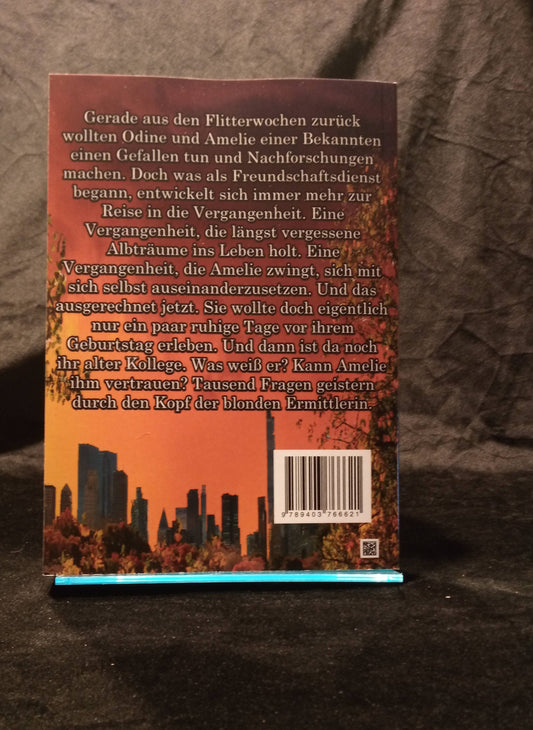 Gerade aus den Flitterwochen zurück
wollten Odine und Amelie einer Bekannten
einen Gefallen tun und Nachforschungen
machen. Doch was als Freundschaftsdienst
begann, entwickelt sich immer mehr zur
Reise in die Vergangenheit. Eine
Vergangenheit, die längst vergessene
Albträume ins Leben holt. Eine
Vergangenheit, die Amelie zwingt, sich mit
sich selbst auseinanderzusetzen. Und das
ausgerechnet jetzt. Sie wollte doch eigentlich
nur ein paar ruhige Tage vor ihrem
Geburtstag erleben. Und dann ist da noch
ihr alter Kollege. Was weiß er? Kann Amelie
ihm vertrauen? Tausend Fragen geistern
durch den Kopf der blonden Ermittlerin.
9 789403 766621